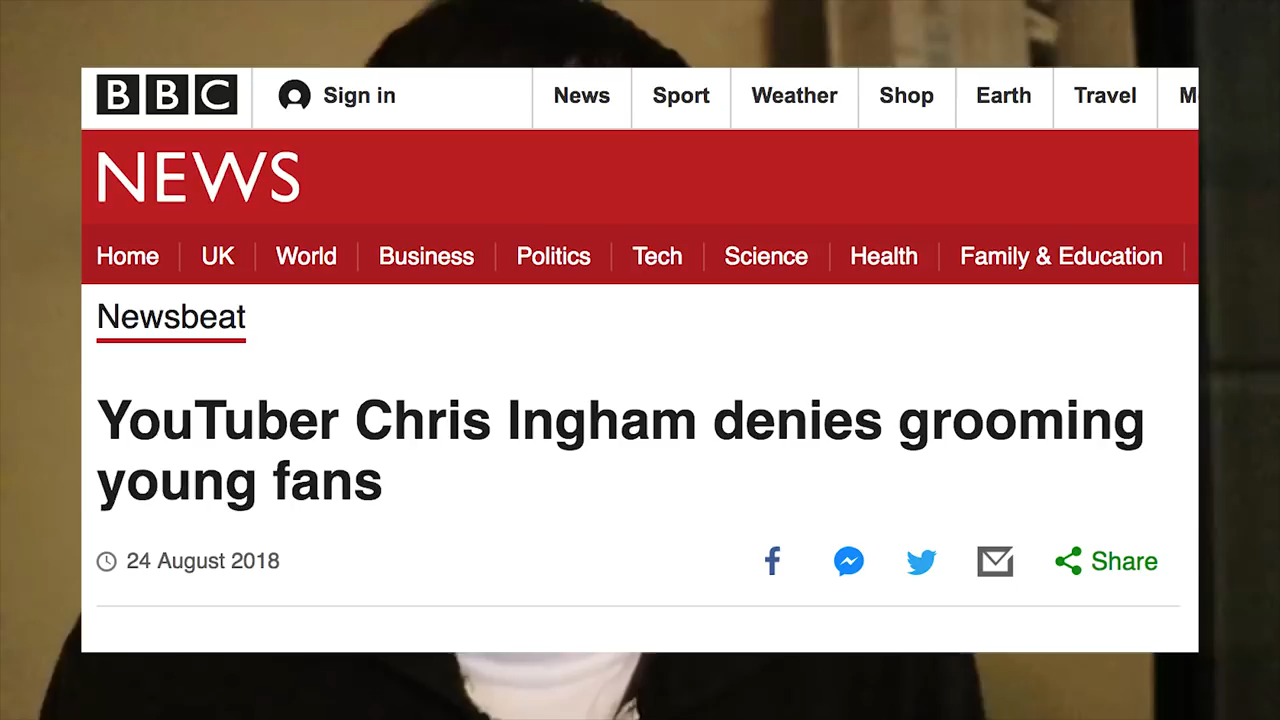 BBC Sign in News Sport Weather Shop Earth Travel
NEWS
Home UK World Business Politics Tech Science Health Family & Education
Newsbeat
YouTuber Chris Ingham denies grooming
young fans
24 August 2018 Share